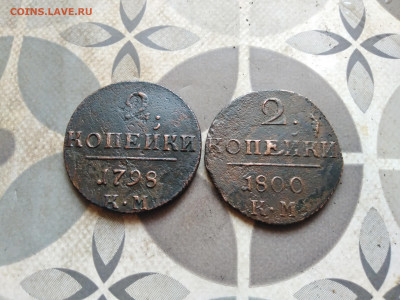 COINS.LAVE.RU
2.
КОПЕЙКИ
1798
К·М
2.
КОПЕЙКИ
1800
К·М